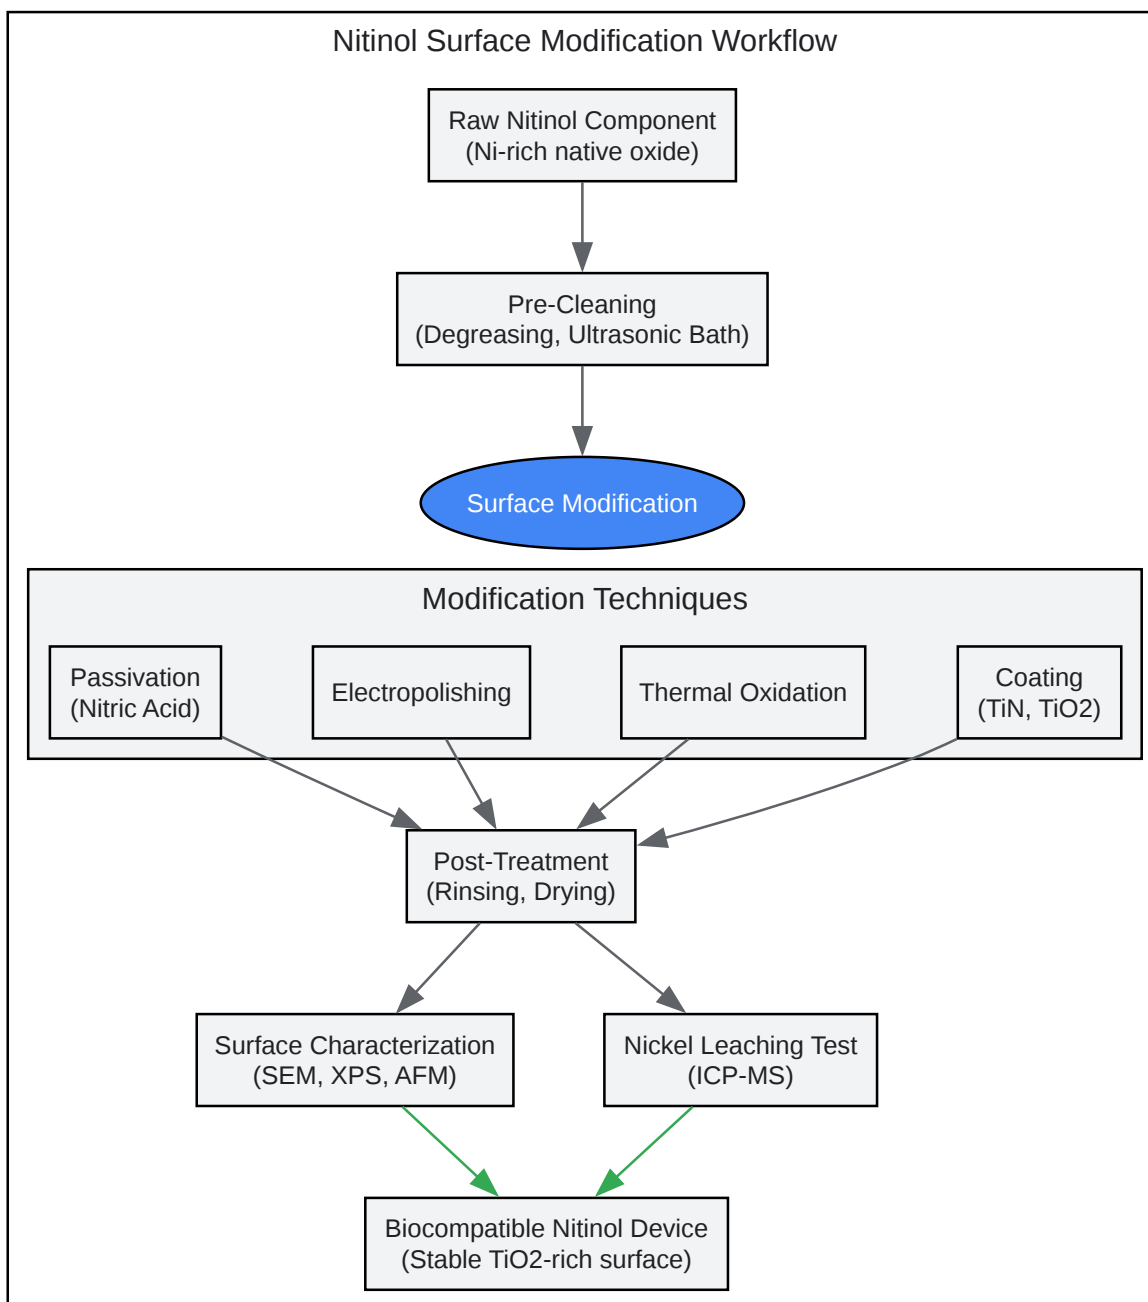 Nitinol Surface Modification Workflow
Raw Nitinol Component
(Ni-rich native oxide)
Pre-Cleaning
(Degreasing, Ultrasonic Bath)
Surface Modification
Modification Techniques
Passivation
(Nitric Acid)
Electropolishing
Thermal Oxidation
Coating
(TiN, TiO2)
Post-Treatment
(Rinsing, Drying)
Surface Characterization
(SEM, XPS, AFM)
Nickel Leaching Test
(ICP-MS)
Biocompatible Nitinol Device
(Stable TiO2-rich surface)